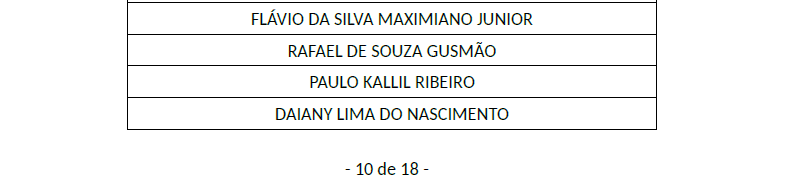 FLÁVIO DA SILVA MAXIMIANO JUNIOR
RAFAEL DE SOUZA GUSMÃO
PAULO KALLIL RIBEIRO
DAIANY LIMA DO NASCIMENTO
- 10 de 18 -